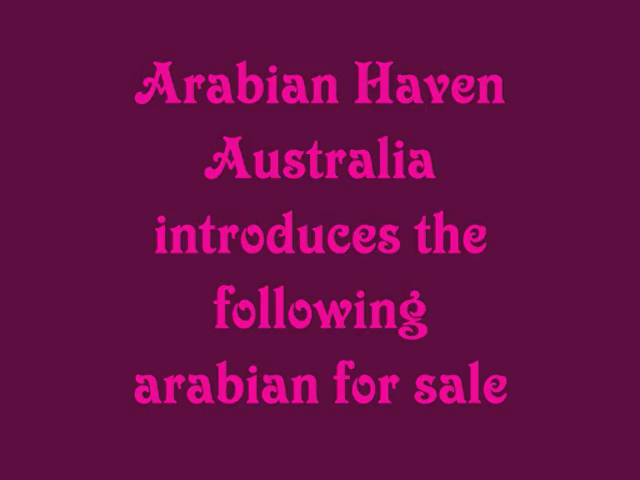 Arabian Haven
Australia
introduces the
following
arabian for sale